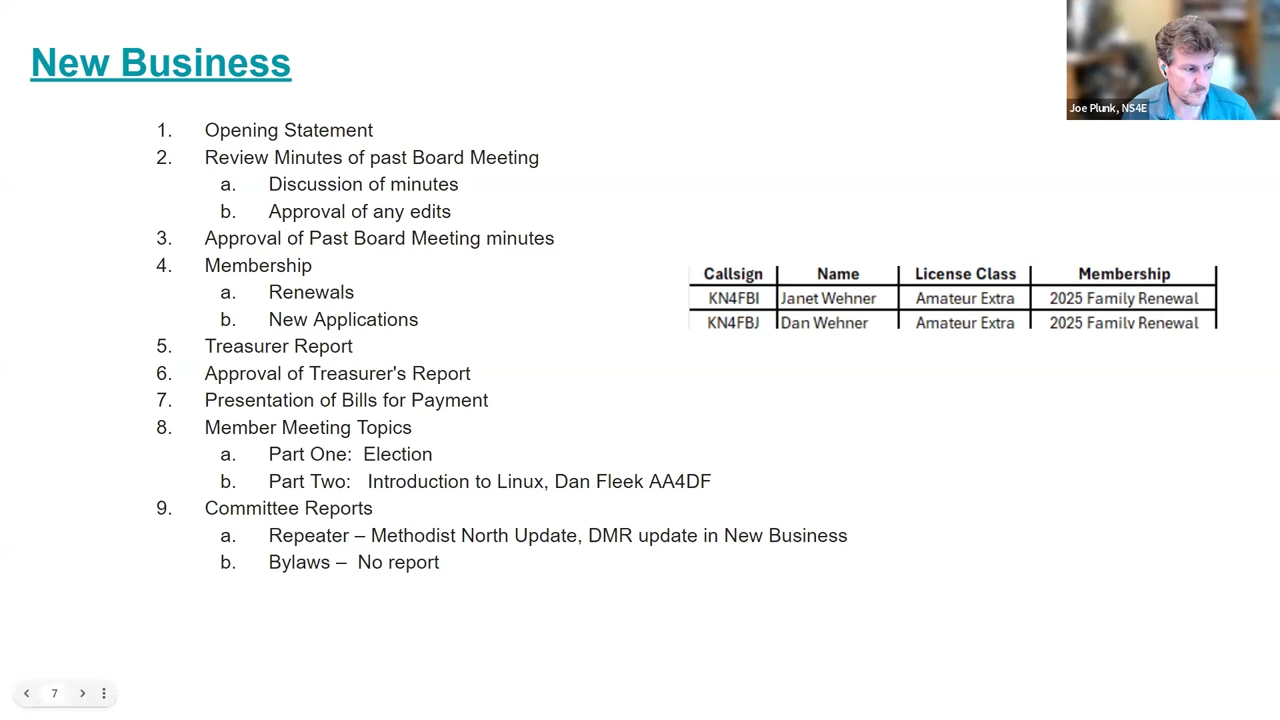 New Business
Joe Plunk, NS4E
1. Opening Statement
2. Review Minutes of past Board Meeting
a. Discussion of minutes
b. Approval of any edits
3. Approval of Past Board Meeting minutes
4. Membership
a. Renewals
b. New Applications
5. Treasurer Report
6. Approval of Treasurer's Report
7. Presentation of Bills for Payment
8. Member Meeting Topics
a. Part One: Election
b. Part Two: Introduction to Linux, Dan Fleek AA4DF
9. Committee Reports
a. Repeater – Methodist North Update, DMR update in New Business
b. Bylaws – No report
Callsign Name License Class Membership
KN4FBI Janet Wehner Amateur Extra 2025 Family Renewal
KN4FBJ Dan Wehner Amateur Extra 2025 Family Renewal
7